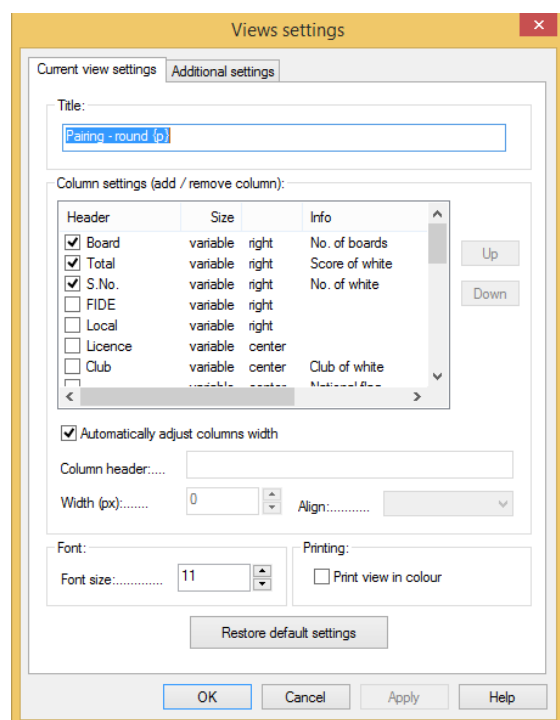 Views settings
Current view settings Additional settings
Title:
Pairing - round {p}
Column settings (add / remove column):
Header Size Info
Board variable right No. of boards
Total variable right Score of white
S.No. variable right No. of white
FIDE variable right
Local variable right
Licence variable center
Club variable center Club of white
Up
Down
Automatically adjust columns width
Column header:....
Width (px):....... 0 Align:...........
Font:
Font size:............. 11
Printing:
Print view in colour
Restore default settings
OK Cancel Apply Help